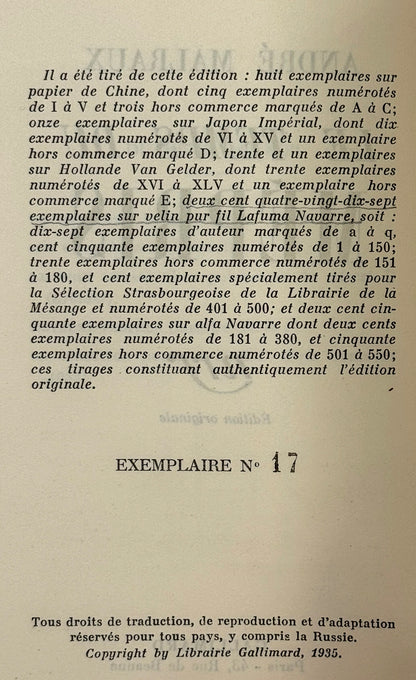 Il a été tiré de cette édition : huit exemplaires sur
papier de Chine, dont cinq exemplaires numérotés
de I à V et trois hors commerce marqués de A à C;
onze exemplaires sur Japon Impérial, dont dix
exemplaires numérotés de VI à XV et un exemplaire
hors commerce marqué D; trente et un exemplaires sur
Hollande Van Gelder, dont trente exemplaires
numérotés de XVI à XLV et un exemplaire hors
commerce marqué E; deux cent quatre-vingt-dix-sept
exemplaires sur velin pur fil Lafuma Navarre, soit :
dix-sept exemplaires d'auteur marqués de a à q,
cent cinquante exemplaires numérotés de 1 à 150;
trente exemplaires hors commerce numérotés de 151
à 180, et cent exemplaires spécialement tirés pour
la Sélection Strasbourgeoise de la Librairie de la
Mésange et numérotés de 401 à 500; et deux cent cin-
quante exemplaires sur alfa Navarre dont deux cents
exemplaires numérotés de 181 à 380, et cinquante
exemplaires hors commerce numérotés de 501 à 550;
ces tirages constituant authentiquement l'édition
originale.
Edition originale
EXEMPLAIRE N° 17
Tous droits de traduction, de reproduction et d'adaptation
réservés pour tous pays, y compris la Russie.
Copyright by Librairie Gallimard, 1935.